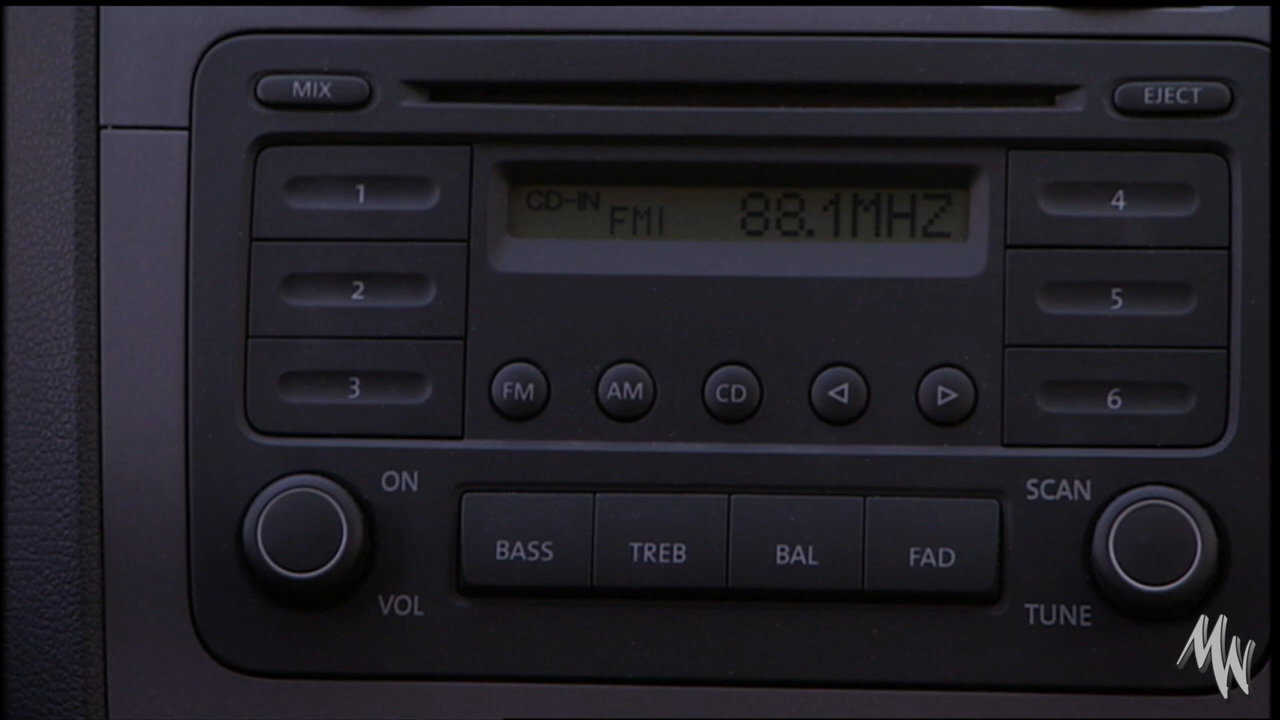 MIX
EJECT
1
CD-IN
FM1 88.1MHZ
4
2
5
3
FM AM CD
6
ON
SCAN
BASS TREB BAL FAD
VOL
TUNE
MW